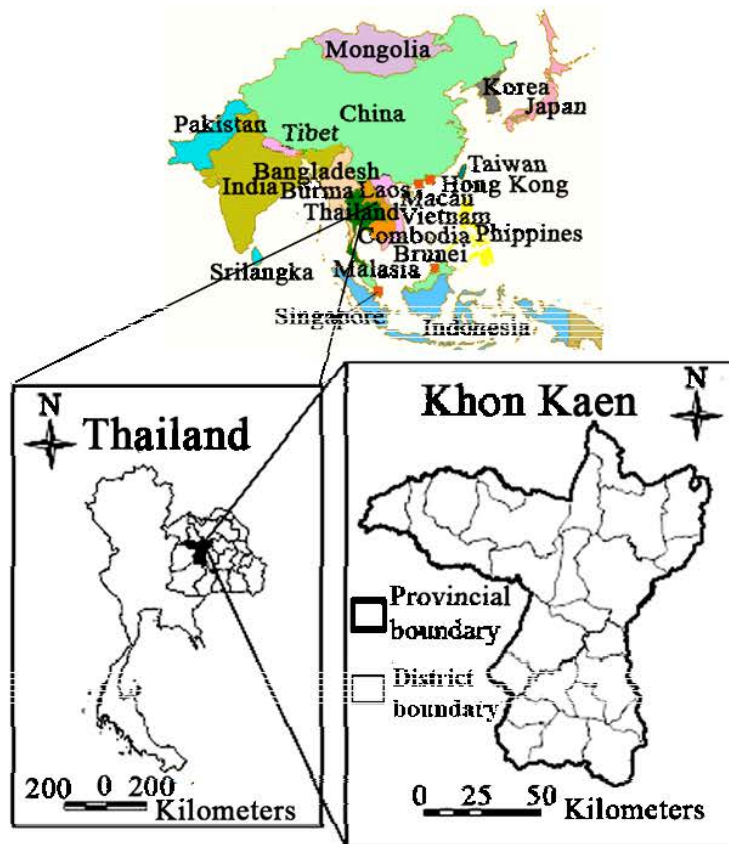 Mongolia
Korea
China
Japan
Pakistan
Tibet
Taiwan
Bangladesh
India
Hong Kong
Burma Laos
Macau
Thailand
Vietnam
Combodia
Phippines
Brunei
Srilangka
Malasia
Singapore
Indonesia
N
Thailand
200 0 200
Kilometers
Khon Kaen
N
Provincial
boundary
District
boundary
0 25 50
Kilometers